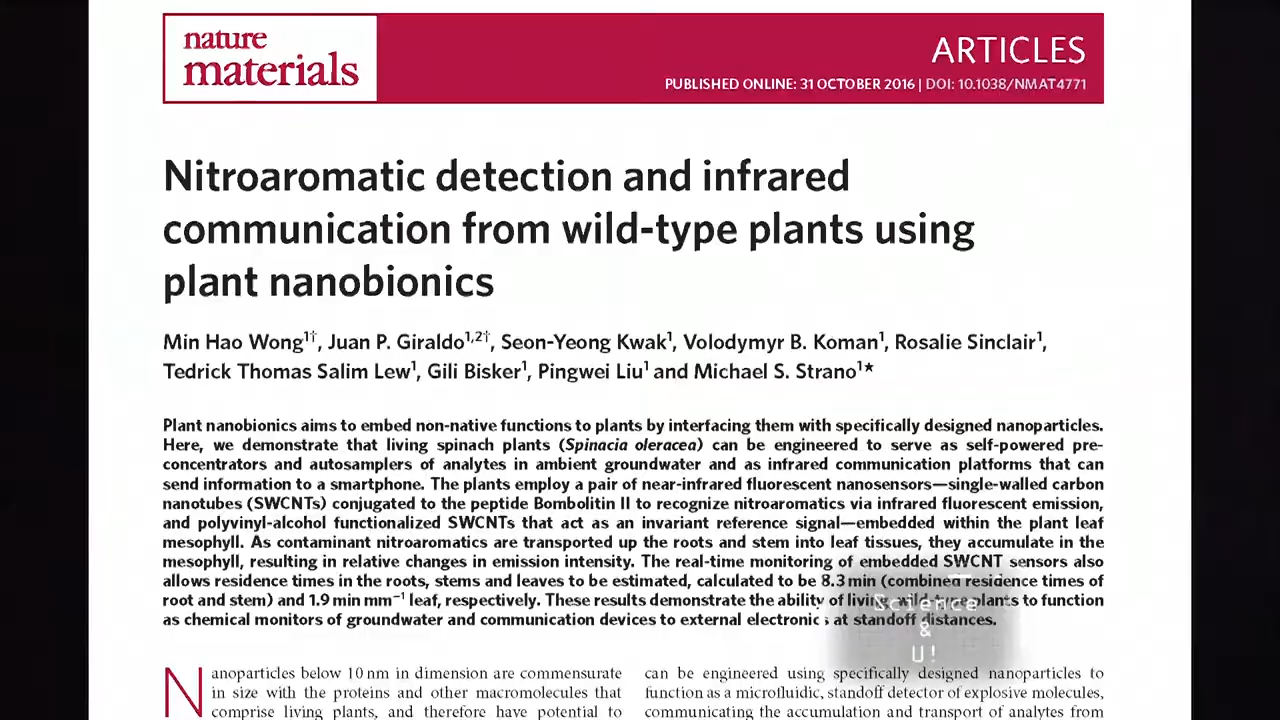 nature
materials
ARTICLES
PUBLISHED ONLINE: 31 OCTOBER 2016 | DOI: 10.1038/NMAT4771
Nitroaromatic detection and infrared
communication from wild-type plants using
plant nanobionics
Min Hao Wong1†, Juan P. Giraldo1,2†, Seon-Yeong Kwak1, Volodymyr B. Koman1, Rosalie Sinclair1,
Tedrick Thomas Salim Lew1, Gili Bisker1, Pingwei Liu1 and Michael S. Strano1*
Plant nanobionics aims to embed non-native functions to plants by interfacing them with specifically designed nanoparticles.
Here, we demonstrate that living spinach plants (Spinacia oleracea) can be engineered to serve as self-powered pre-
concentrators and autosamplers of analytes in ambient groundwater and as infrared communication platforms that can
send information to a smartphone. The plants employ a pair of near-infrared fluorescent nanosensors—single-walled carbon
nanotubes (SWCNTs) conjugated to the peptide Bombolitin II to recognize nitroaromatics via infrared fluorescent emission,
and polyvinyl-alcohol functionalized SWCNTs that act as an invariant reference signal—embedded within the plant leaf
mesophyll. As contaminant nitroaromatics are transported up the roots and stem into leaf tissues, they accumulate in the
mesophyll, resulting in relative changes in emission intensity. The real-time monitoring of embedded SWCNT sensors also
allows residence times in the roots, stems and leaves to be estimated, calculated to be 8.3 min (combined residence times of
root and stem) and 1.9 min mm−1 leaf, respectively. These results demonstrate the ability of living wild-type plants to function
as chemical monitors of groundwater and communication devices to external electronics at standoff distances.
Science
&
U!
Nanoparticles below 10 nm in dimension are commensurate
in size with the proteins and other macromolecules that
comprise living plants, and therefore have potential to
can be engineered using specifically designed nanoparticles to
function as a microfluidic, standoff detector of explosive molecules,
communicating the accumulation and transport of analytes from